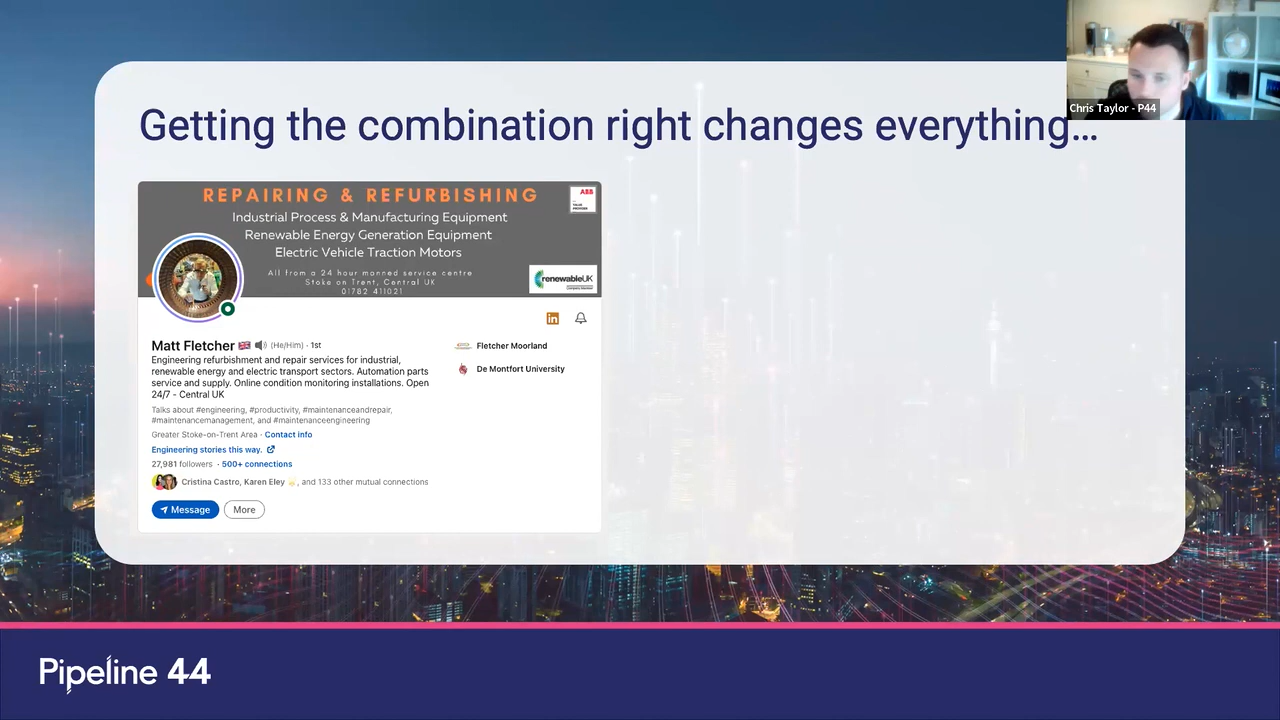 Chris Taylor - P44
Getting the combination right changes everything...
REPAIRING & REFURBISHING
ABB
Industrial Process & Manufacturing Equipment
Renewable Energy Generation Equipment
Electric Vehicle Traction Motors
All from a 24 hour manned service centre
Stoke on Trent, Central UK
01782 411021
renewableUK
in
Matt Fletcher (He/Him) · 1st
Engineering refurbishment and repair services for industrial,
renewable energy and electric transport sectors. Automation parts
service and supply. Online condition monitoring installations. Open
24/7 - Central UK
Fletcher Moorland
De Montfort University
Talks about #engineering, #productivity, #maintenanceandrepair,
#maintenancemanagement, and #maintenanceengineering
Greater Stoke-on-Trent Area · Contact info
Engineering stories this way.
27,981 followers · 500+ connections
Cristina Castro, Karen Eley, and 133 other mutual connections
Message
More
Pipeline 44